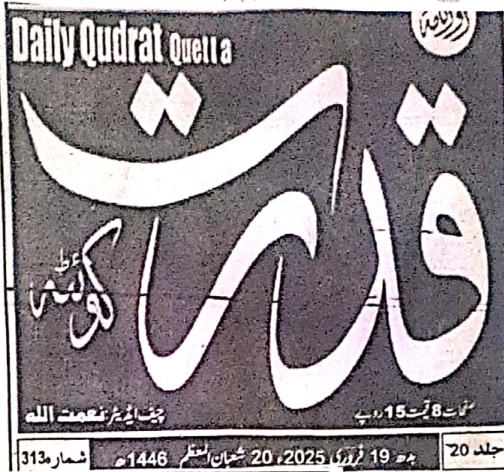 Daily Qudrat Quetta
روزنامہ
قدرت
کوئٹہ
صفحات 8 قیمت 15 روپے
چیف ایڈیٹر: نعمت اللہ
جلد 20
بدھ 19 فروری 2025ء 20 شعبان المعظم 1446ھ
شمارہ 313